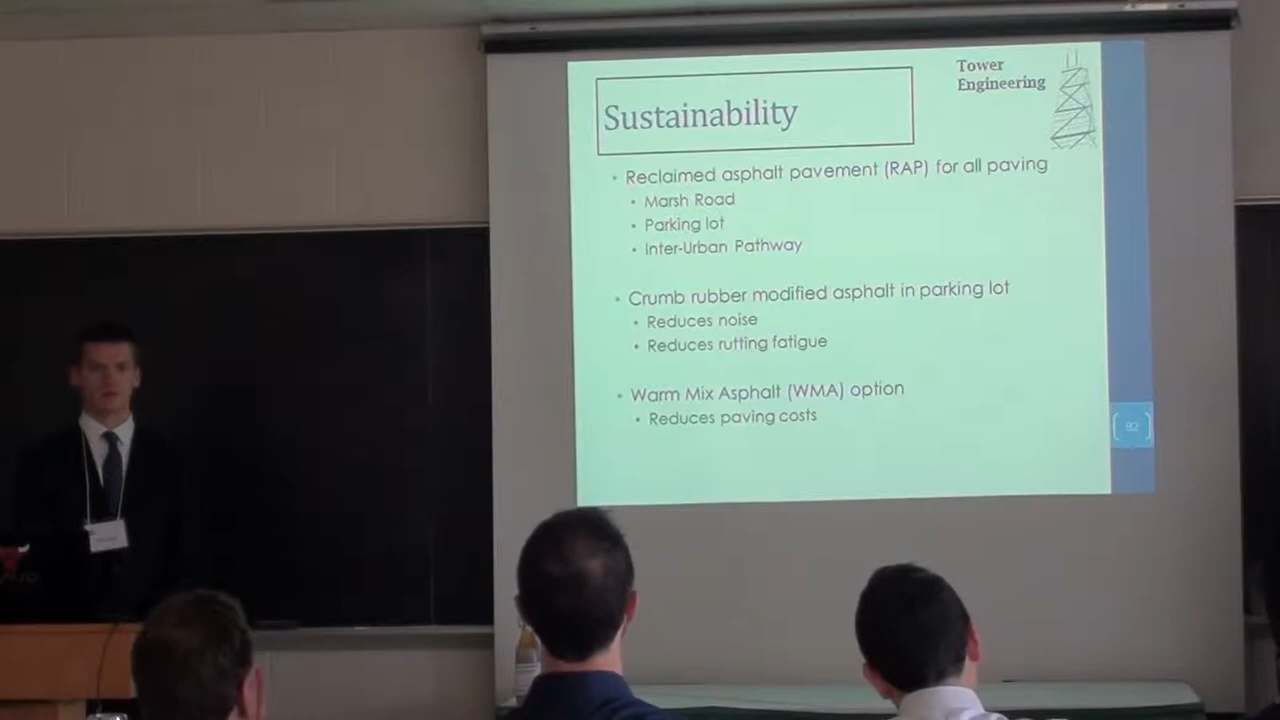 Tower
Engineering
Sustainability
• Reclaimed asphalt pavement (RAP) for all paving
• Marsh Road
• Parking lot
• Inter-Urban Pathway
• Crumb rubber modified asphalt in parking lot
• Reduces noise
• Reduces rutting fatigue
• Warm Mix Asphalt (WMA) option
• Reduces paving costs
82